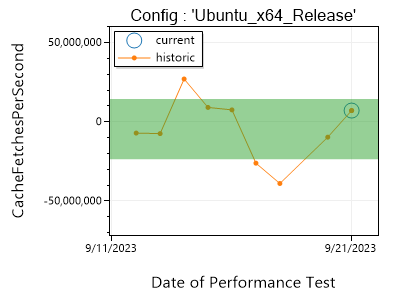 Config : 'Ubuntu_x64_Release'
current
historic
50,000,000
0
-50,000,000
CacheFetchesPerSecond
9/11/2023
9/21/2023
Date of Performance Test